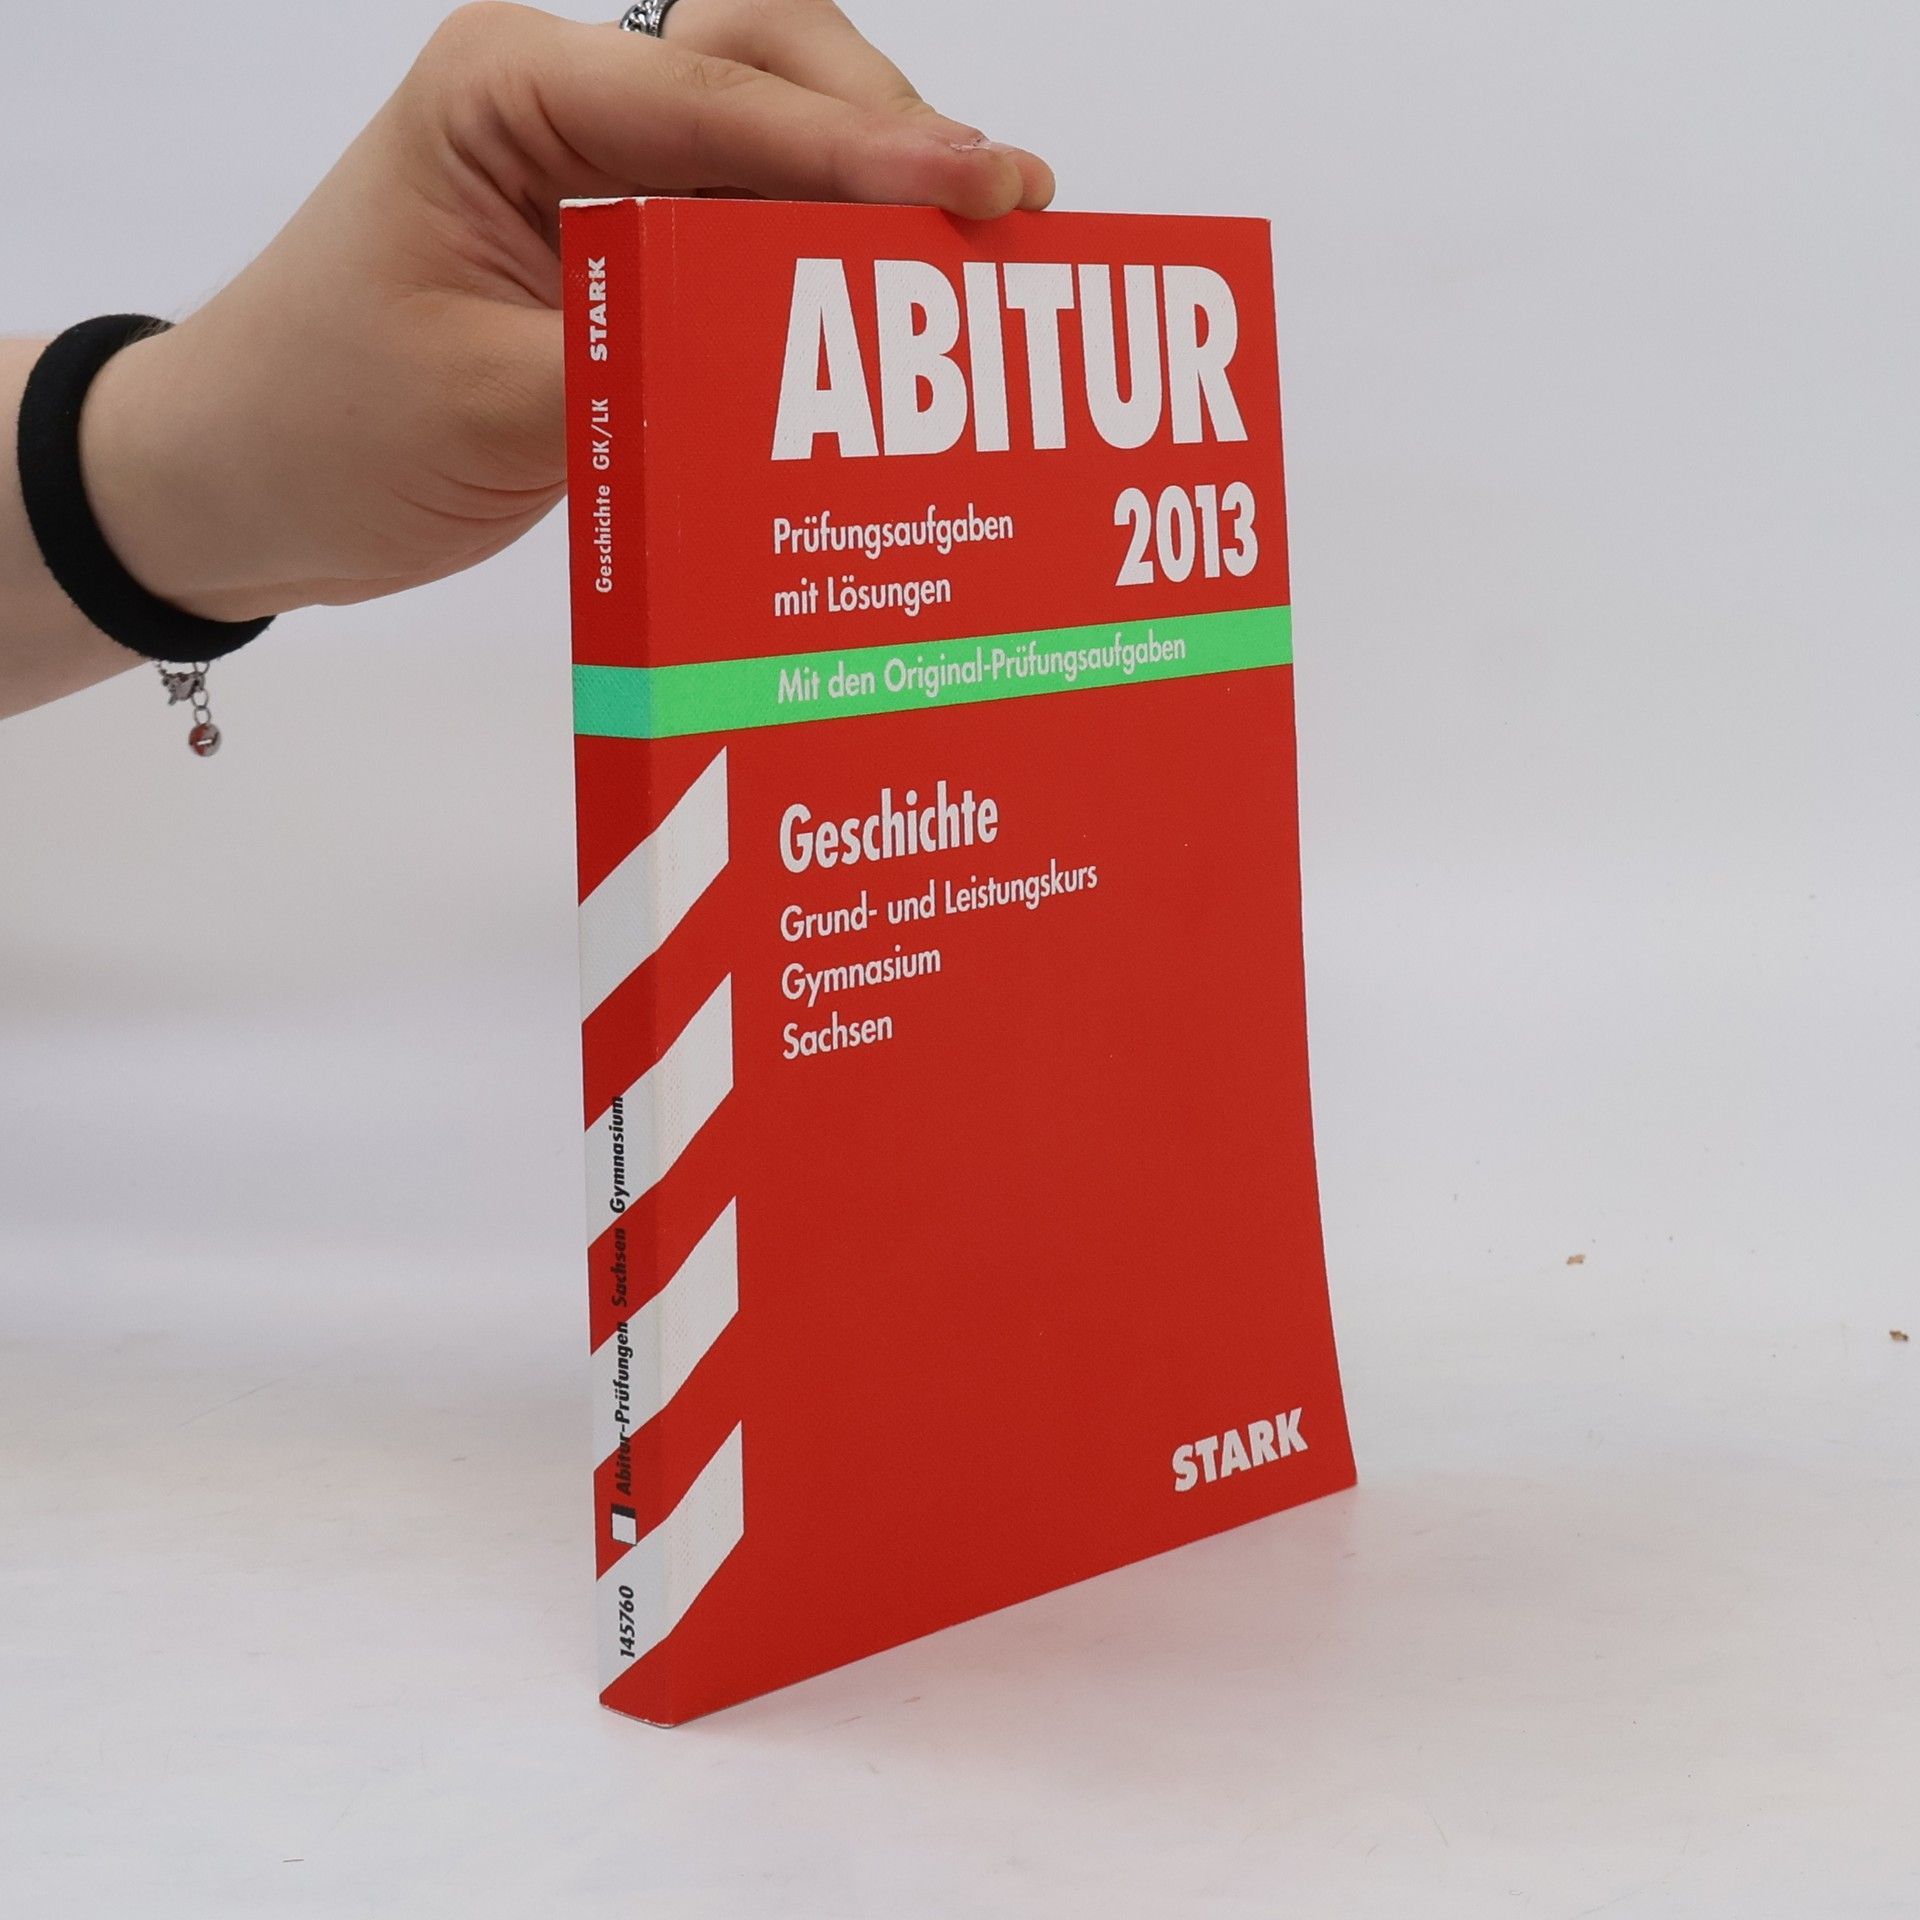 ABITUR
2013
Prüfungsaufgaben
mit Lösungen
Mit den Original-Prüfungsaufgaben
Geschichte
Grund- und Leistungskurs
Gymnasium
Sachsen
STARK
Geschichte GK/LK STARK
Abitur-Prüfungen Sachsen Gymnasium
145760